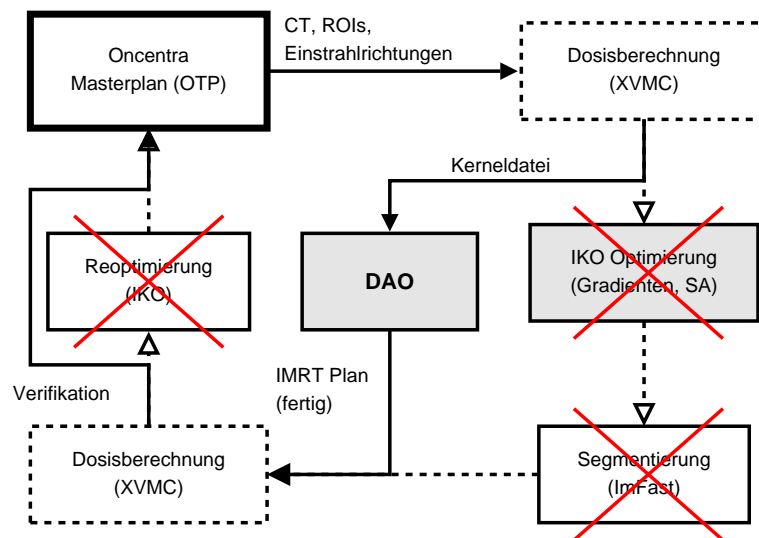 Oncentra
Masterplan (OTP)
CT, ROIs,
Einstrahlrichtungen
Dosisberechnung
(XVMC)
Kerneldatei
Reoptimierung
(IKO)
DAO
IKO Optimierung
(Gradienten, SA)
IMRT Plan
(fertig)
Verifikation
Dosisberechnung
(XVMC)
Segmentierung
(ImFast)